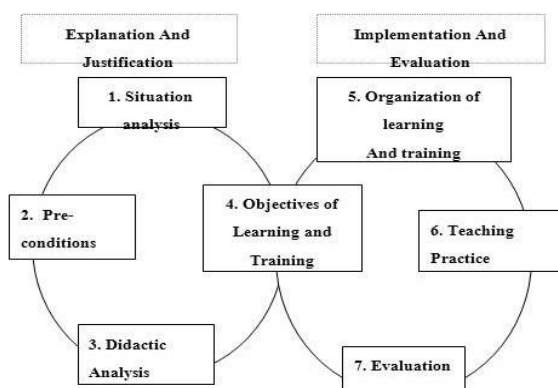 Explanation And
Justification
Implementation And
Evaluation
1. Situation
analysis
5. Organization of
learning
And training
2. Pre-
conditions
4. Objectives of
Learning and
Training
6. Teaching
Practice
3. Didactic
Analysis
7. Evaluation